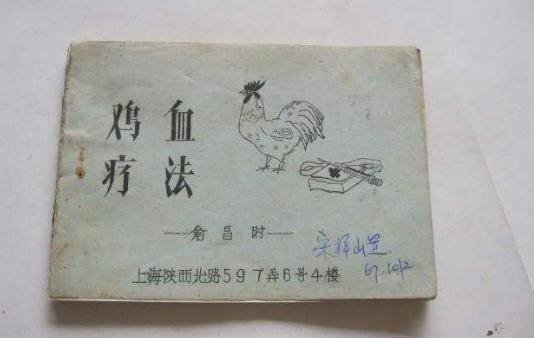 鸡血
疗法
——俞昌时——
上海陕西北路597弄6号4楼
67.10.12